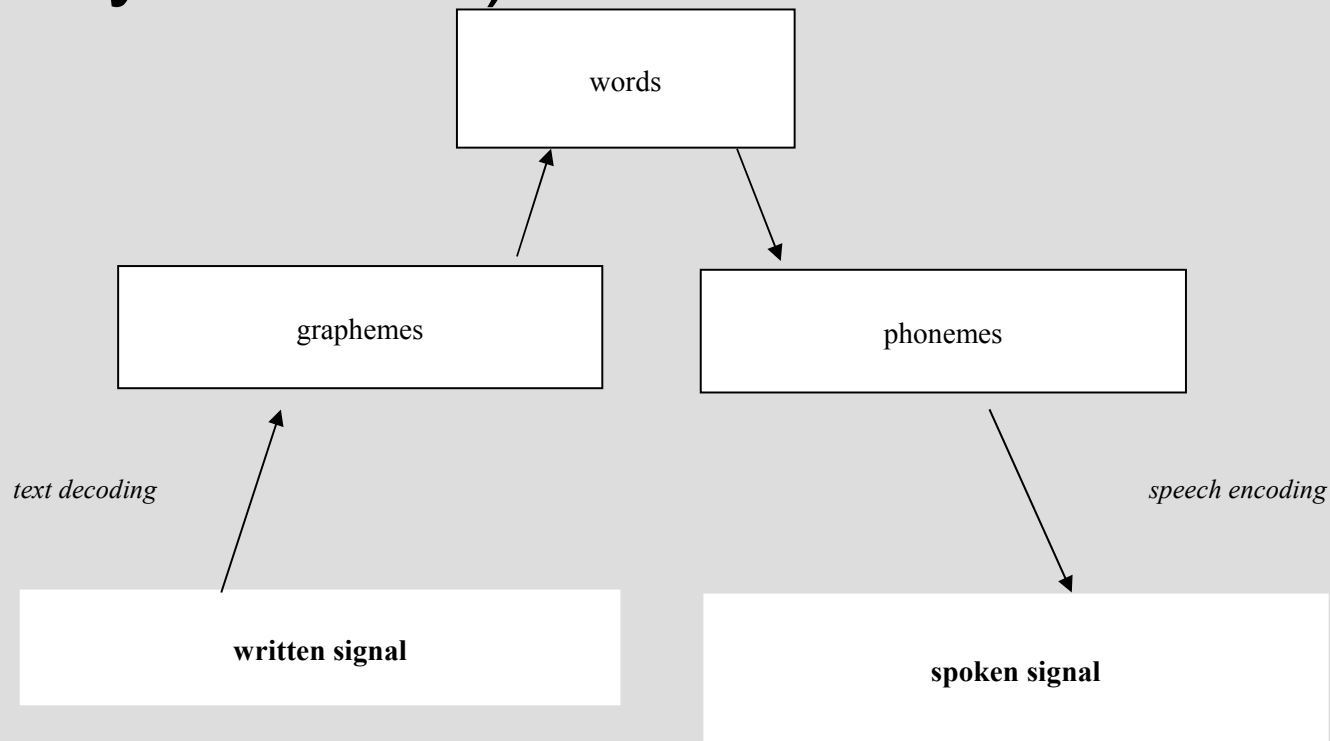 words
graphemes
phonemes
text decoding
speech encoding
written signal
spoken signal